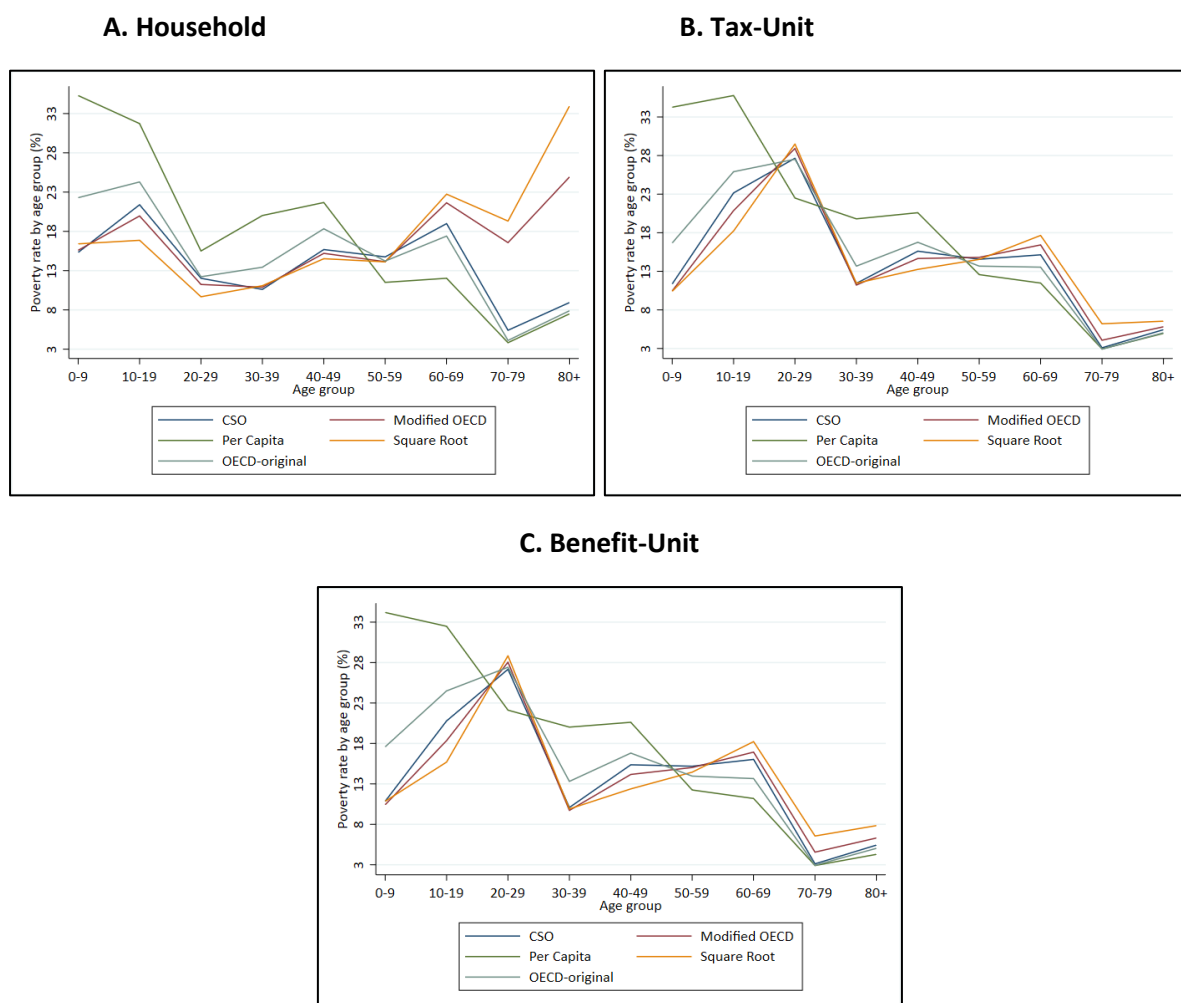 A. Household
Poverty rate by age group (%)
33
28
23
18
13
8
3
0-9 10-19 20-29 30-39 40-49 50-59 60-69 70-79 80+
Age group
CSO Modified OECD
Per Capita Square Root
OECD-original
B. Tax-Unit
Poverty rate by age group (%)
33
28
23
18
13
8
3
0-9 10-19 20-29 30-39 40-49 50-59 60-69 70-79 80+
Age group
CSO Modified OECD
Per Capita Square Root
OECD-original
C. Benefit-Unit
Poverty rate by age group (%)
33
28
23
18
13
8
3
0-9 10-19 20-29 30-39 40-49 50-59 60-69 70-79 80+
Age group
CSO Modified OECD
Per Capita Square Root
OECD-original